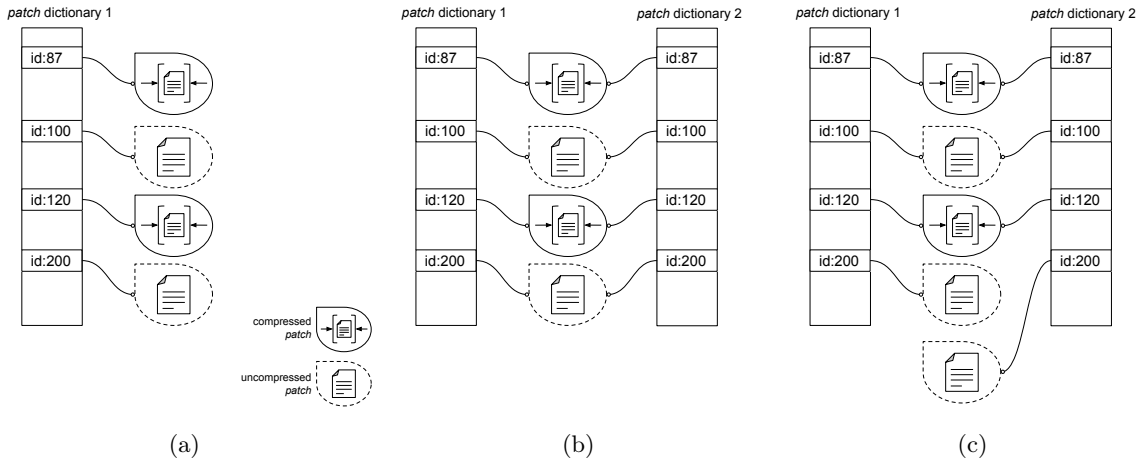 patch dictionary 1
id:87
id:100
id:120
id:200
compressed
patch
uncompressed
patch
(a)
patch dictionary 1
patch dictionary 2
id:87
id:87
id:100
id:100
id:120
id:120
id:200
id:200
(b)
patch dictionary 1
patch dictionary 2
id:87
id:87
id:100
id:100
id:120
id:120
id:200
id:200
(c)